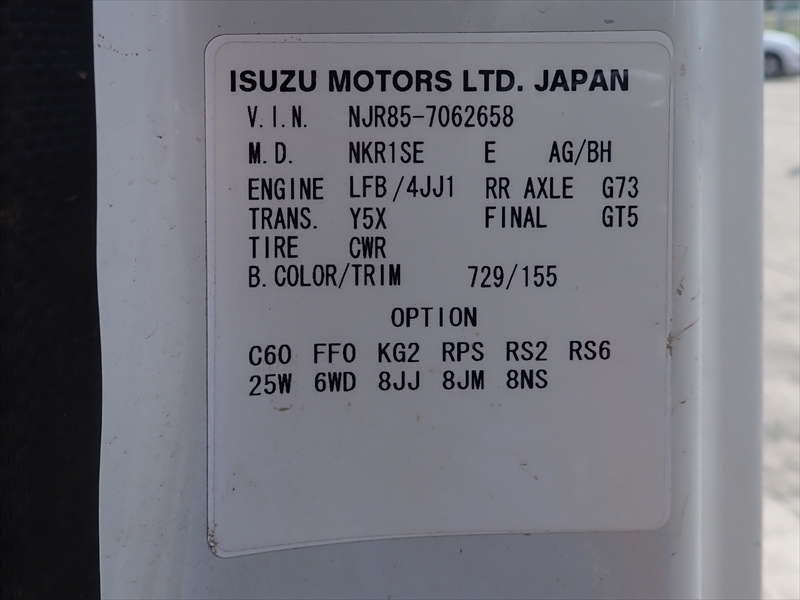 ISUZU MOTORS LTD. JAPAN
V.I.N. NJR85-7062658
M.D. NKR1SE E AG/BH
ENGINE LFB/4JJ1 RR AXLE G73
TRANS. Y5X FINAL GT5
TIRE CWR
B.COLOR/TRIM 729/155
OPTION
C60 FF0 KG2 RPS RS2 RS6
25W 6WD 8JJ 8JM 8NS